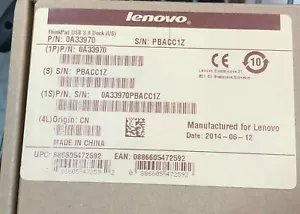 lenovo
ThinkPad USB 3.0 Dock (US)
P/N: 0A33970 S/N: PBACC1Z
(1P) P/N: 0A33970
(S) S/N: PBACC1Z
(1S) P/N, S/N: 0A33970PBACC1Z
10
(4L) Origin: CN
MADE IN CHINA
Manufactured for Lenovo
Date: 2014-06-12
UPC: 886605472592 EAN: 0886605472592